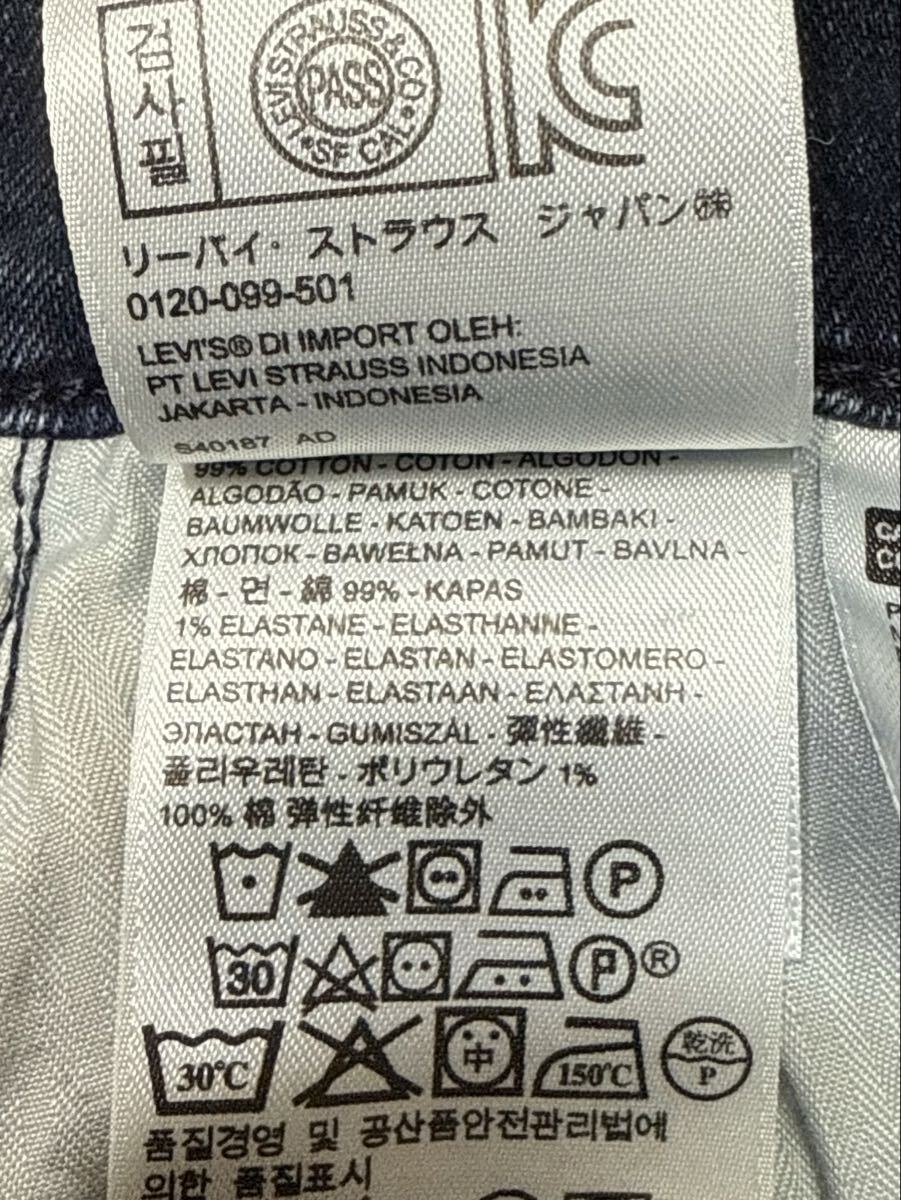 검사필
LEVI STRAUSS & CO
PASS
SF CAL
KC
リーバイ・ストラウス ジャパン㈱
0120-099-501
LEVI'S® DI IMPORT OLEH:
PT LEVI STRAUSS INDONESIA
JAKARTA - INDONESIA
S40187 AD
99% COTTON - COTON - ALGODON -
ALGODÃO - PAMUK - COTONE -
BAUMWOLLE - KATOEN - BAMBAKI -
ХЛОПОК - BAWEŁNA - PAMUT - BAVLNA -
棉 - 면 - 綿 99% - KAPAS
1% ELASTANE - ELASTHANNE -
ELASTANO - ELASTAN - ELASTOMERO -
ELASTHAN - ELASTAAN - ΕΛΑΣΤΑΝΗ -
ЭЛАСТАН - GUMISZÁL - 彈性纖維 -
폴리우레탄 - ポリウレタン 1%
100% 棉 弹性纤维除外
P
30 P ®
30°C 中 150°C 乾洗 P
품질경영 및 공산품안전관리법에
의한 품질표시
33